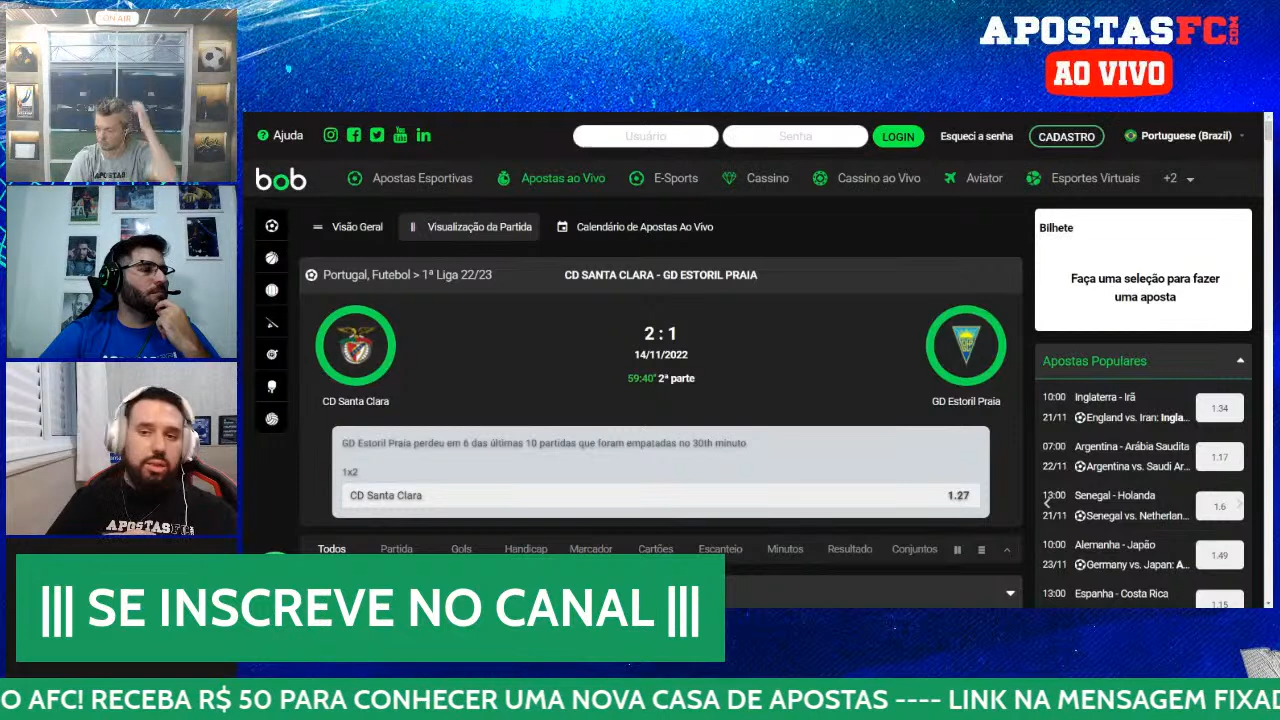 ON AIR
APOSTASFC.COM
AO VIVO
Ajuda
Usuário
Senha
LOGIN
Esqueci a senha
CADASTRO
Portuguese (Brazil)
bob
Apostas Esportivas
Apostas ao Vivo
E-Sports
Cassino
Cassino ao Vivo
Aviator
Esportes Virtuais
+2
Visão Geral
Visualização da Partida
Calendário de Apostas Ao Vivo
Portugal, Futebol > 1ª Liga 22/23
CD SANTA CLARA - GD ESTORIL PRAIA
2 : 1
14/11/2022
59:40" 2ª parte
CD Santa Clara
GD Estoril Praia
GD Estoril Praia perdeu em 6 das últimas 10 partidas que foram empatadas no 30th minuto
1x2
CD Santa Clara 1.27
Todos
Partida
Gols
Handicap
Marcador
Cartões
Escanteio
Minutos
Resultado
Conjuntos
Bilhete
Faça uma seleção para fazer
uma aposta
Apostas Populares
10:00 Inglaterra - Irã
21/11 England vs. Iran: Ingla...
1.34
07:00 Argentina - Arábia Saudita
22/11 Argentina vs. Saudi Ar...
1.17
13:00 Senegal - Holanda
21/11 Senegal vs. Netherlan...
1.6
10:00 Alemanha - Japão
23/11 Germany vs. Japan: A...
1.49
13:00 Espanha - Costa Rica
1.15
APOSTAS
APOSTASFC
||| SE INSCREVE NO CANAL |||
O AFC! RECEBA R$ 50 PARA CONHECER UMA NOVA CASA DE APOSTAS ---- LINK NA MENSAGEM FIXAD